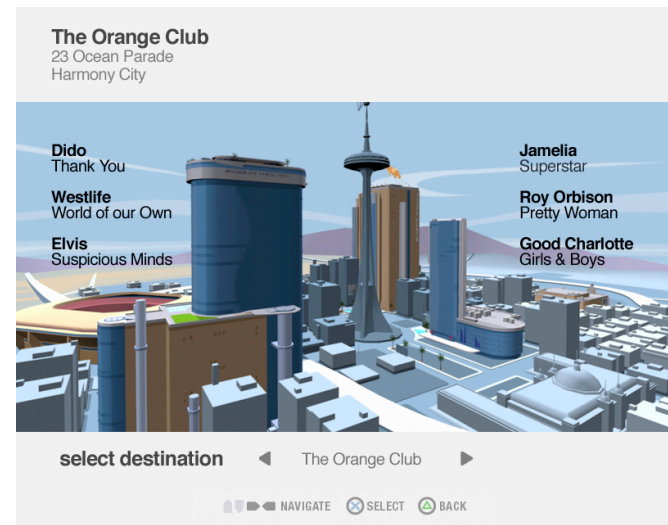 The Orange Club
23 Ocean Parade
Harmony City
Dido
Thank You
Westlife
World of our Own
Elvis
Suspicious Minds
Jamelia
Superstar
Roy Orbison
Pretty Woman
Good Charlotte
Girls & Boys
select destination
The Orange Club
NAVIGATE
SELECT
BACK